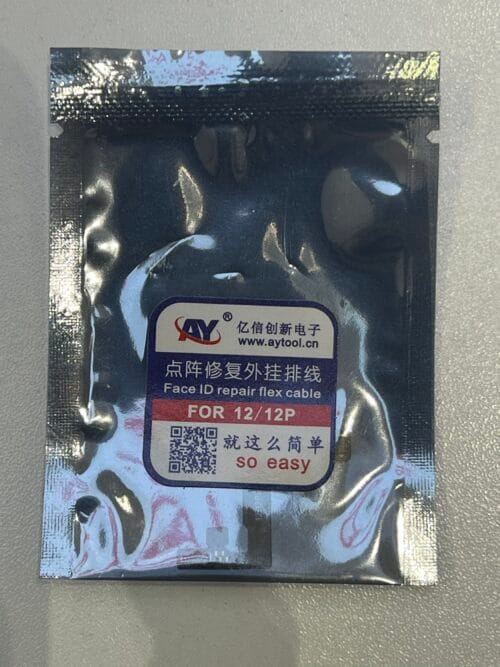 AY® 亿信创新电子
www.aytool.cn
点阵修复外挂排线
Face ID repair flex cable
FOR 12/12P
就这么简单
so easy